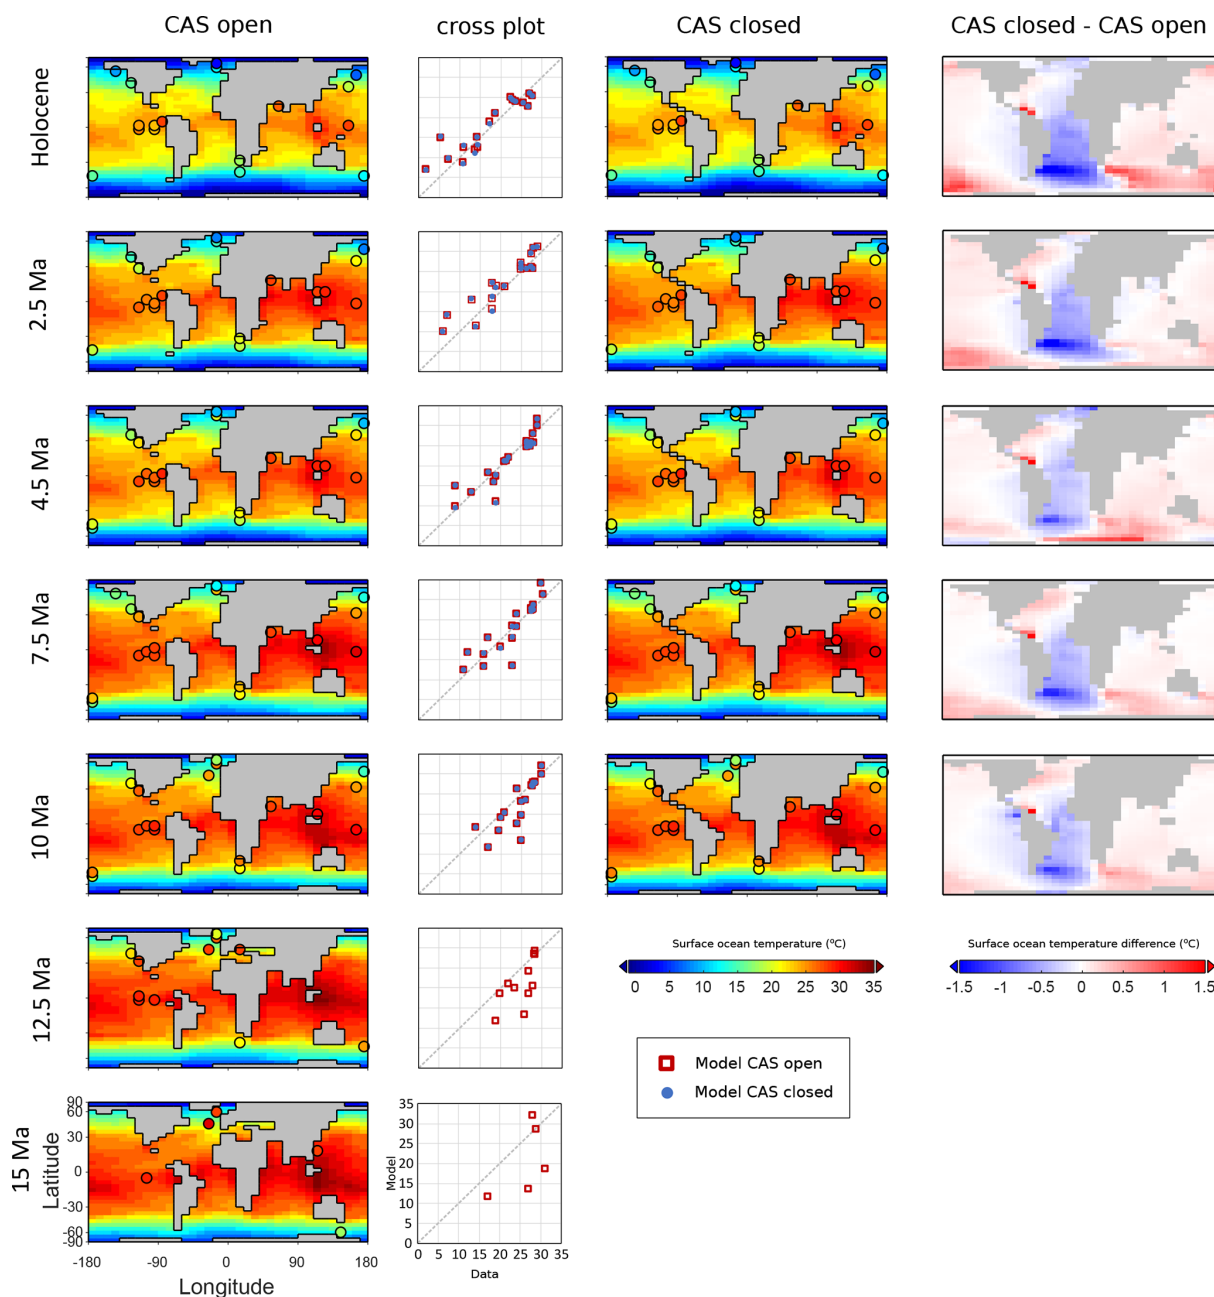 CAS open
cross plot
CAS closed
CAS closed - CAS open
Holocene
2.5 Ma
4.5 Ma
7.5 Ma
10 Ma
12.5 Ma
Surface ocean temperature (°C)
0 5 10 15 20 25 30 35
Surface ocean temperature difference (°C)
-1.5 -1 -0.5 0 0.5 1 1.5
Model CAS open
Model CAS closed
15 Ma
Latitude
90
60
30
0
-30
-60
-90
-180 -90 0 90 180
Longitude
Model
35
30
25
20
15
10
5
0
0 5 10 15 20 25 30 35
Data